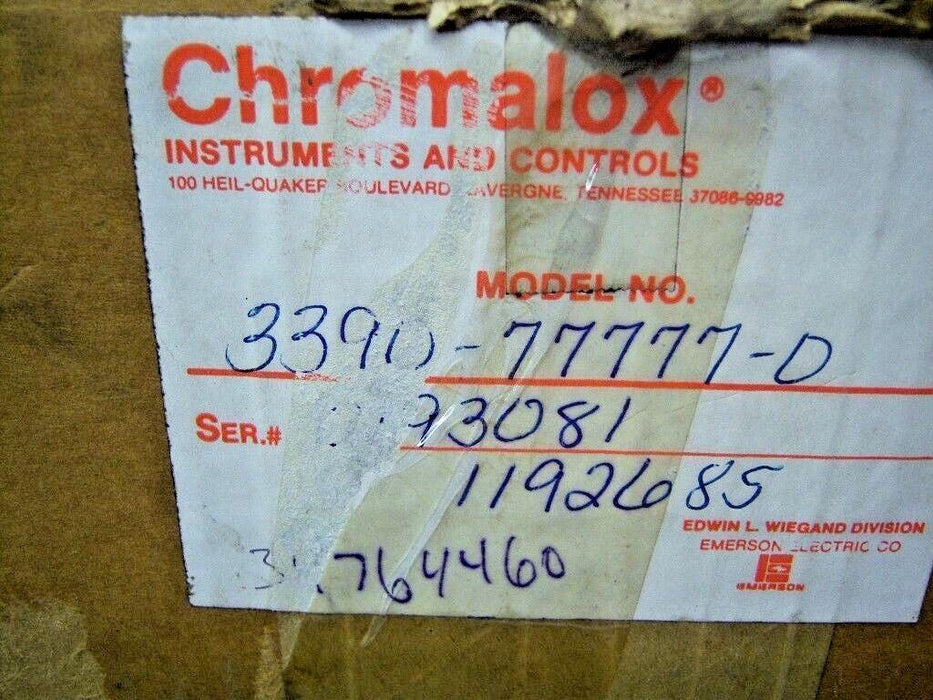 Chromalox®
INSTRUMENTS AND CONTROLS
100 HEIL-QUAKER BOULEVARD LAVERGNE, TENNESSEE 37086-9982
MODEL NO.
3390-77777-D
SER.# 93081
1192685
764460
EDWIN L. WIEGAND DIVISION
EMERSON ELECTRIC CO
EMERSON